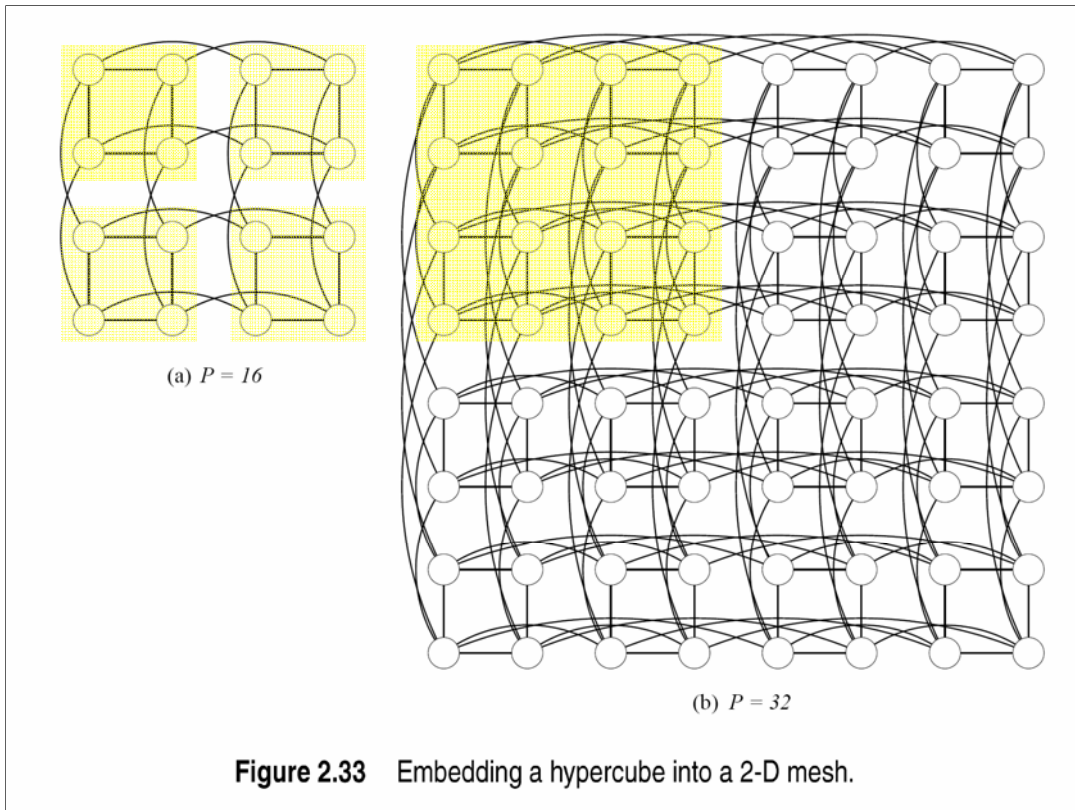 (a) P = 16
(b) P = 32
Figure 2.33 Embedding a hypercube into a 2-D mesh.